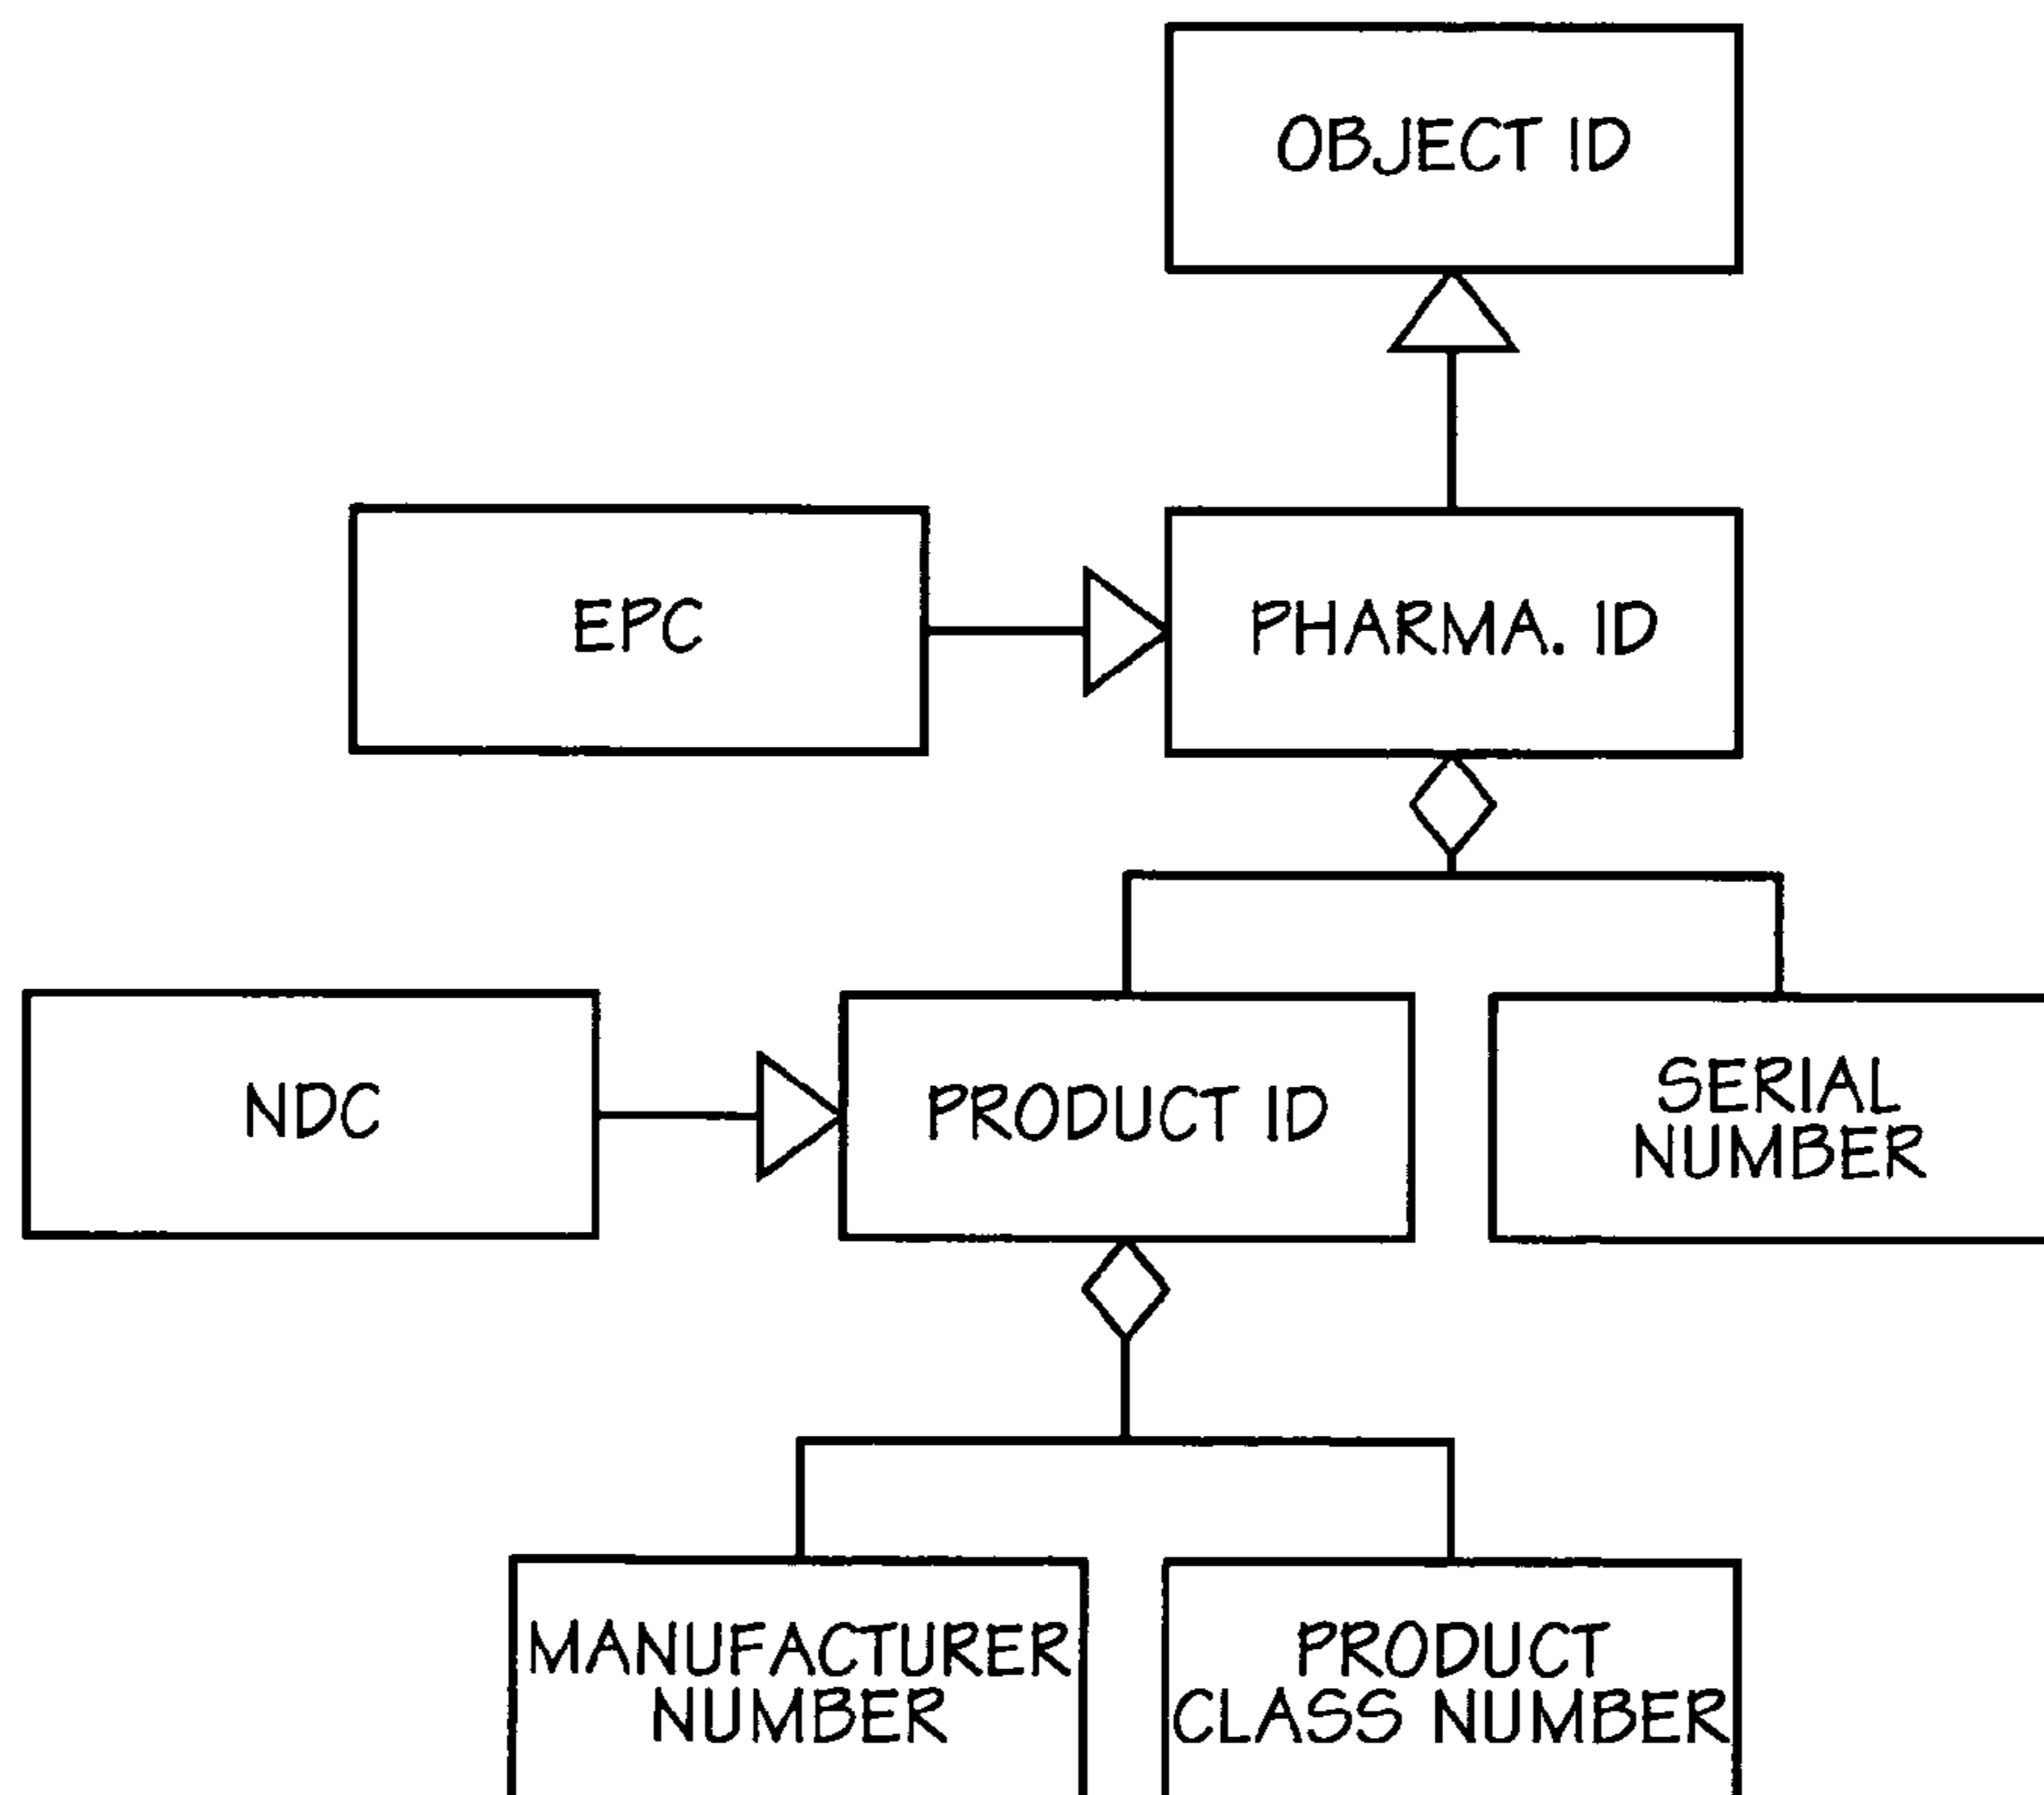 OBJECT ID
EPC
PHARMA. ID
NDC
PRODUCT ID
SERIAL
NUMBER
MANUFACTURER
NUMBER
PRODUCT
CLASS NUMBER